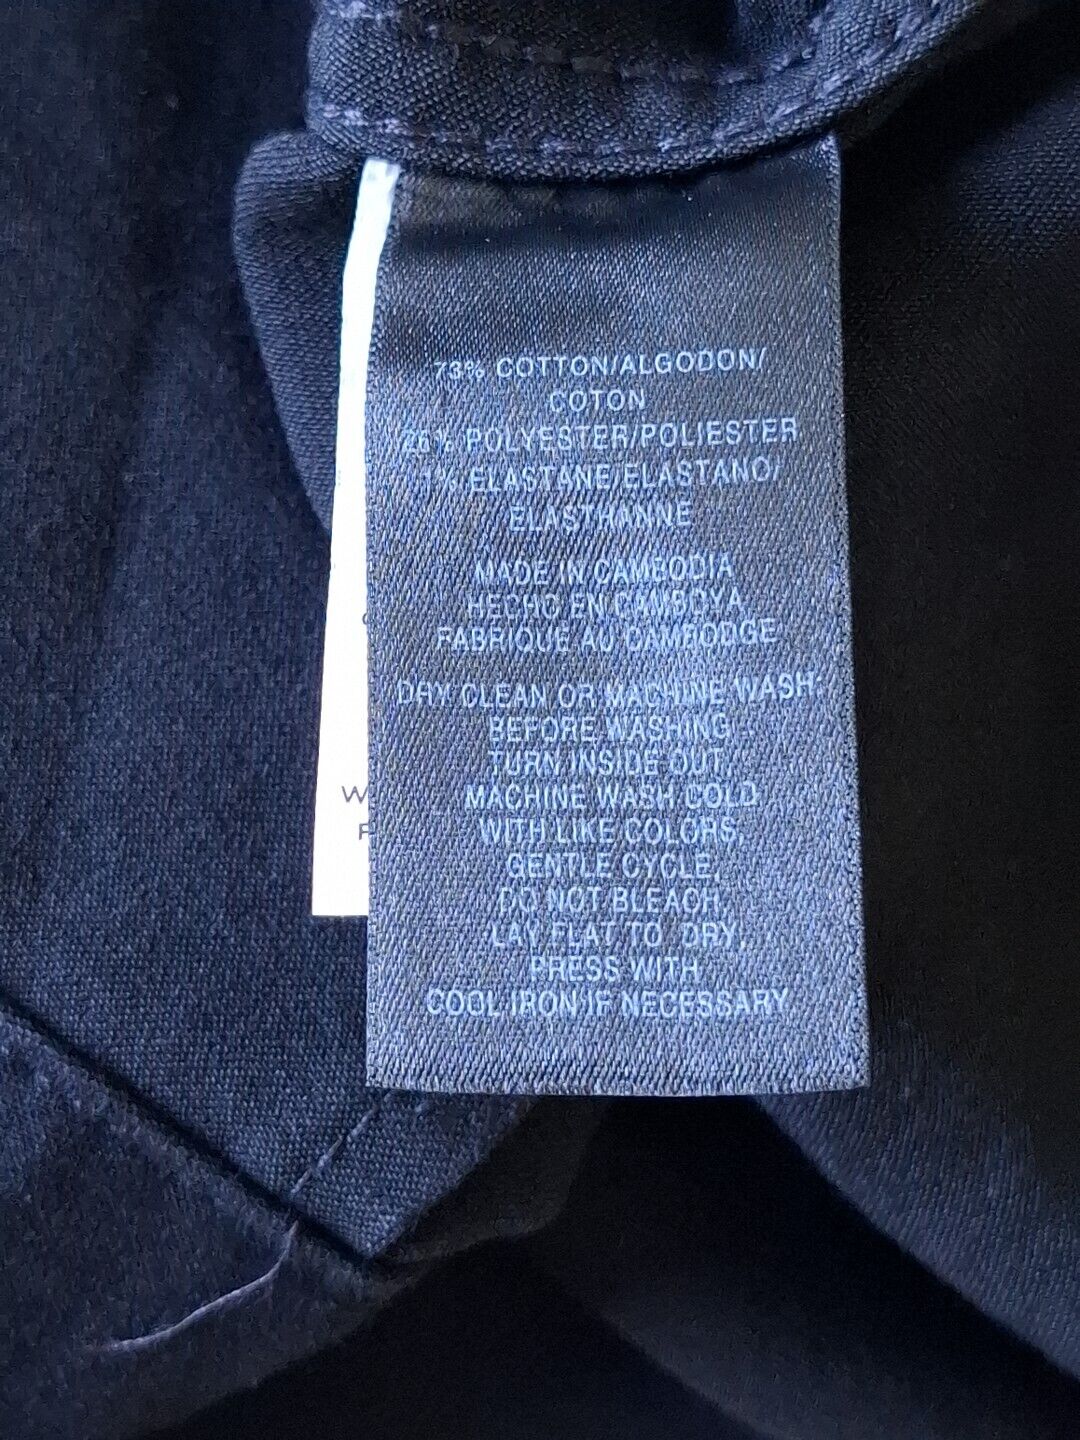 73% COTTON/ALGODON/
COTON
26% POLYESTER/POLIESTER
1% ELASTANE/ELASTANO/
ELASTHANNE
MADE IN CAMBODIA
HECHO EN CAMBOYA
FABRIQUE AU CAMBODGE
DRY CLEAN OR MACHINE WASH:
BEFORE WASHING
TURN INSIDE OUT,
MACHINE WASH COLD
WITH LIKE COLORS,
GENTLE CYCLE,
DO NOT BLEACH,
LAY FLAT TO DRY,
PRESS WITH
COOL IRON IF NECESSARY